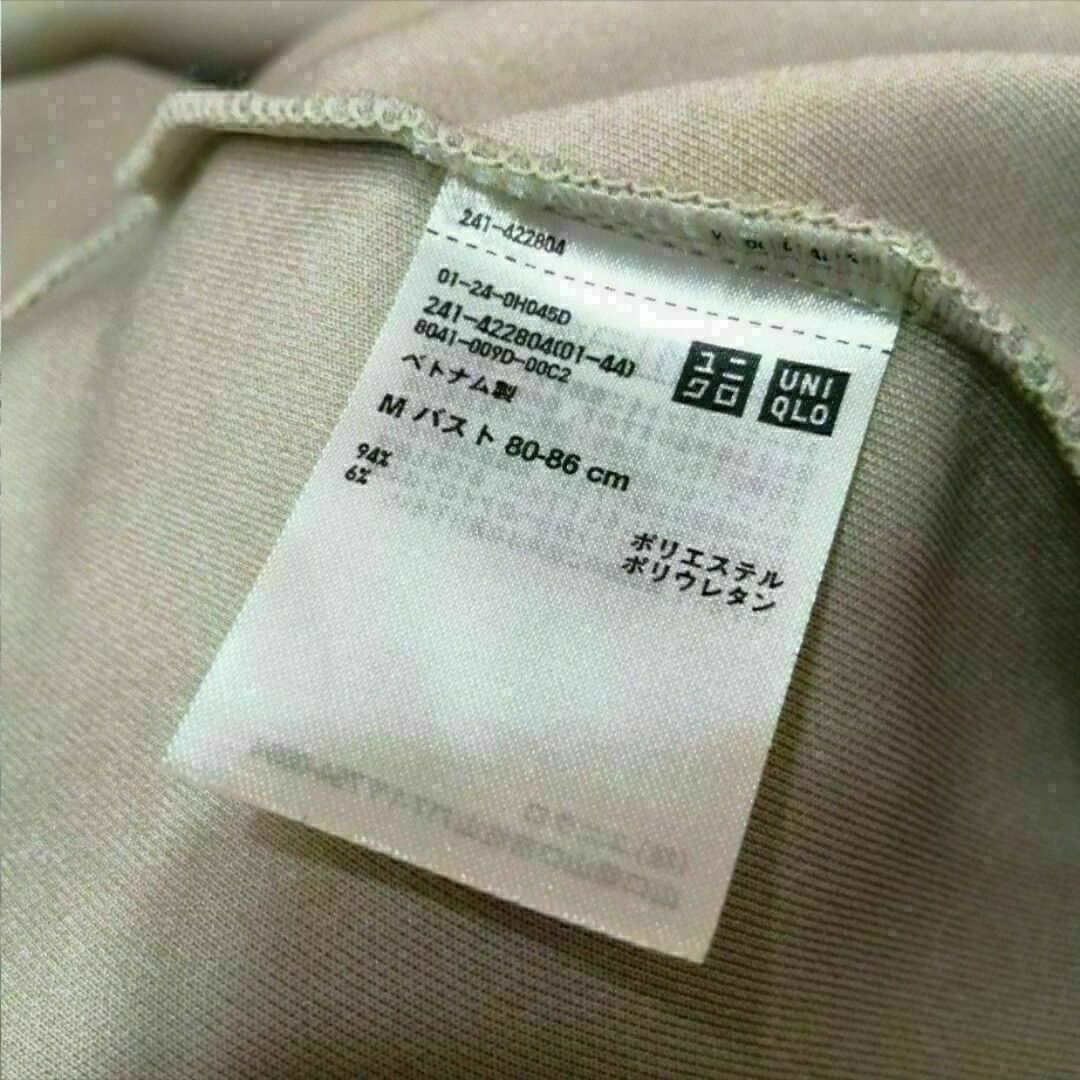 241-422804
01-24-0H045D
241-422804(01-44)
8041-009D-00C2
ベトナム製
ユニ
クロ
UNI
QLO
M バスト 80-86 cm
94%
6%
ポリエステル
ポリウレタン